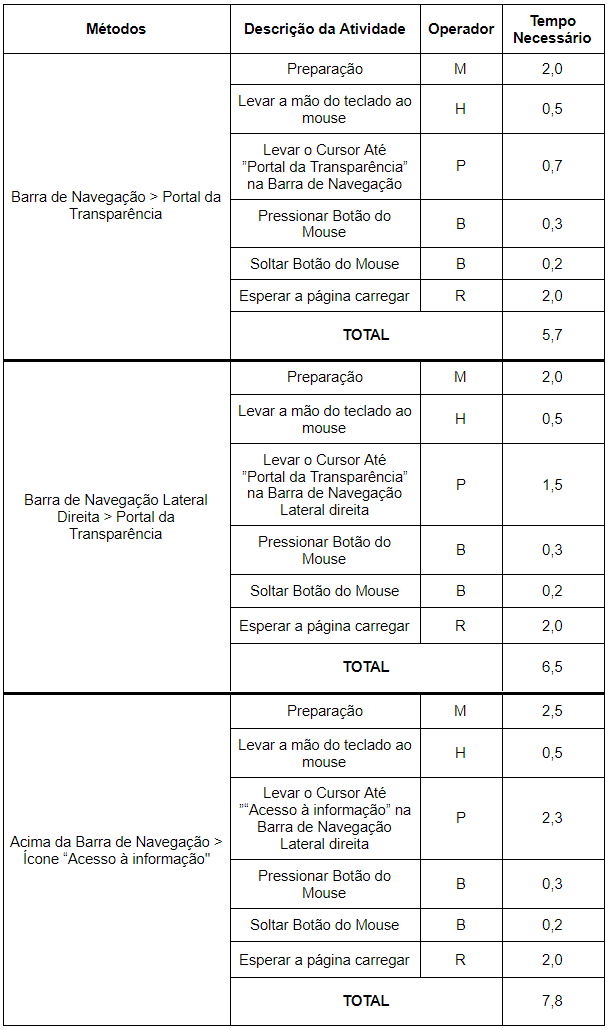 Métodos
Descrição da Atividade
Operador
Tempo
Necessário
Barra de Navegação > Portal da
Transparência
Preparação
M
2,0
Levar a mão do teclado ao
mouse
H
0,5
Levar o Cursor Até
”Portal da Transparência”
na Barra de Navegação
P
0,7
Pressionar Botão do
Mouse
B
0,3
Soltar Botão do Mouse
B
0,2
Esperar a página carregar
R
2,0
TOTAL
5,7
Barra de Navegação Lateral
Direita > Portal da
Transparência
Preparação
M
2,0
Levar a mão do teclado ao
mouse
H
0,5
Levar o Cursor Até
”Portal da Transparência”
na Barra de Navegação
Lateral direita
P
1,5
Pressionar Botão do
Mouse
B
0,3
Soltar Botão do Mouse
B
0,2
Esperar a página carregar
R
2,0
TOTAL
6,5
Acima da Barra de Navegação >
Ícone “Acesso à informação"
Preparação
M
2,5
Levar a mão do teclado ao
mouse
H
0,5
Levar o Cursor Até
”“Acesso à informação” na
Barra de Navegação
Lateral direita
P
2,3
Pressionar Botão do
Mouse
B
0,3
Soltar Botão do Mouse
B
0,2
Esperar a página carregar
R
2,0
TOTAL
7,8